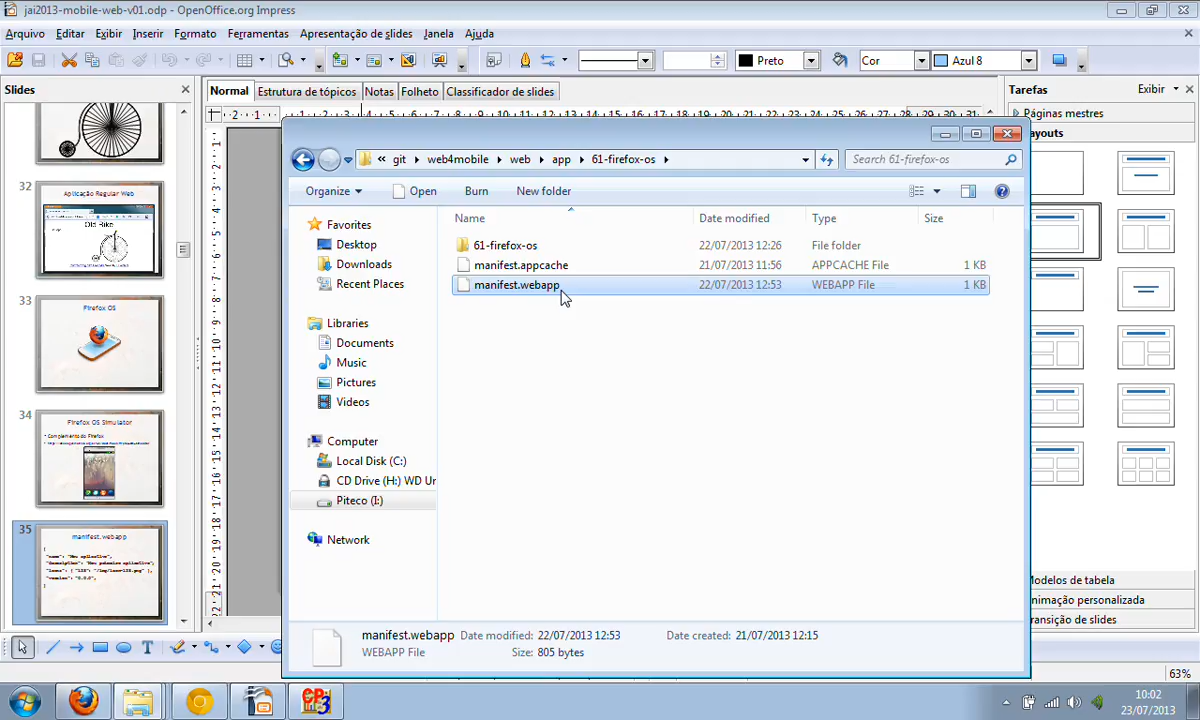 jai2013-mobile-web-v01.odp - OpenOffice.org Impress
Arquivo Editar Exibir Inserir Formato Ferramentas Apresentação de slides Janela Ajuda
Preto Cor Azul 8
Slides
32
Aplicação Regular Web
Old Bike
33
Firefox OS
34
Firefox OS Simulator
Complemento do Firefox
35
manifest.webapp
Normal Estrutura de tópicos Notas Folheto Classificador de slides
git web4mobile web app 61-firefox-os
Search 61-firefox-os
Organize Open Burn New folder
Favorites
Desktop
Downloads
Recent Places
Libraries
Documents
Music
Pictures
Videos
Computer
Local Disk (C:)
CD Drive (H:) WD Ur
Piteco (I:)
Network
Name Date modified Type Size
61-firefox-os 22/07/2013 12:26 File folder
manifest.appcache 21/07/2013 11:56 APPCACHE File 1 KB
manifest.webapp 22/07/2013 12:53 WEBAPP File 1 KB
manifest.webapp Date modified: 22/07/2013 12:53 Date created: 21/07/2013 12:15
WEBAPP File Size: 805 bytes
Tarefas Exibir
Páginas mestres
ayouts
Modelos de tabela
nimação personalizada
ransição de slides
63%
10:02
23/07/2013